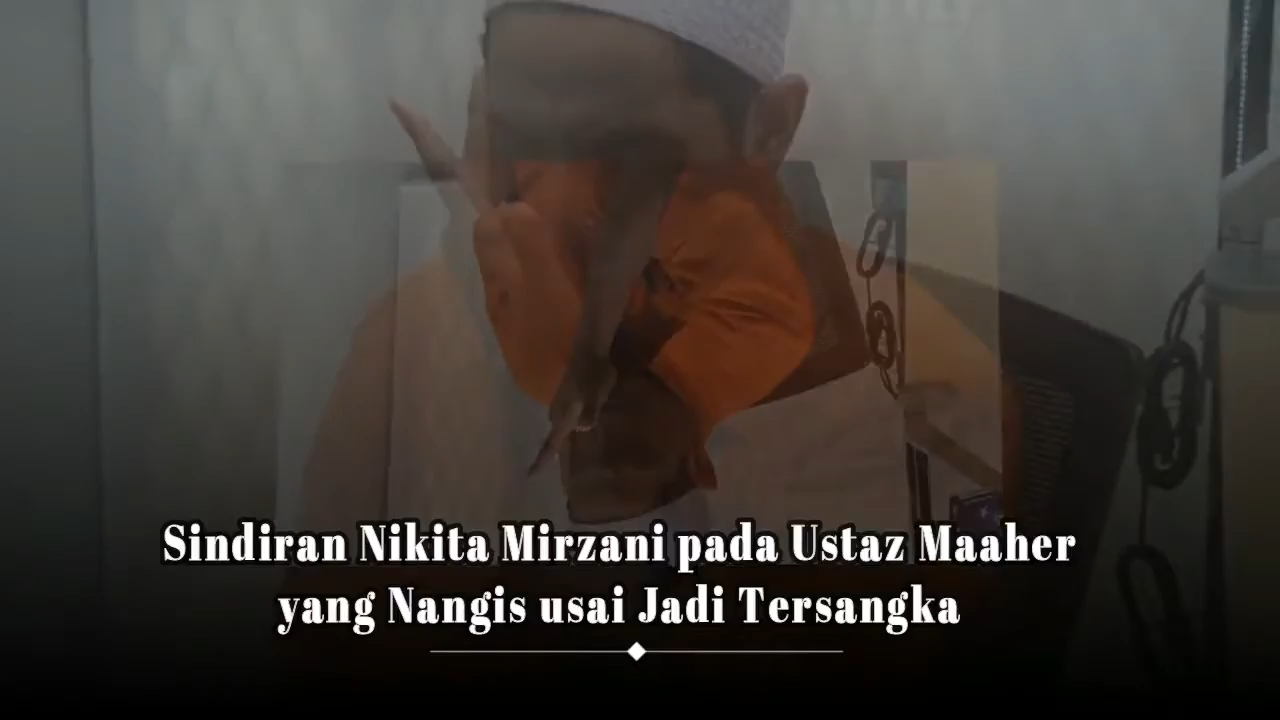 Sindiran Nikita Mirzani pada Ustaz Maaher
yang Nangis usai Jadi Tersangka